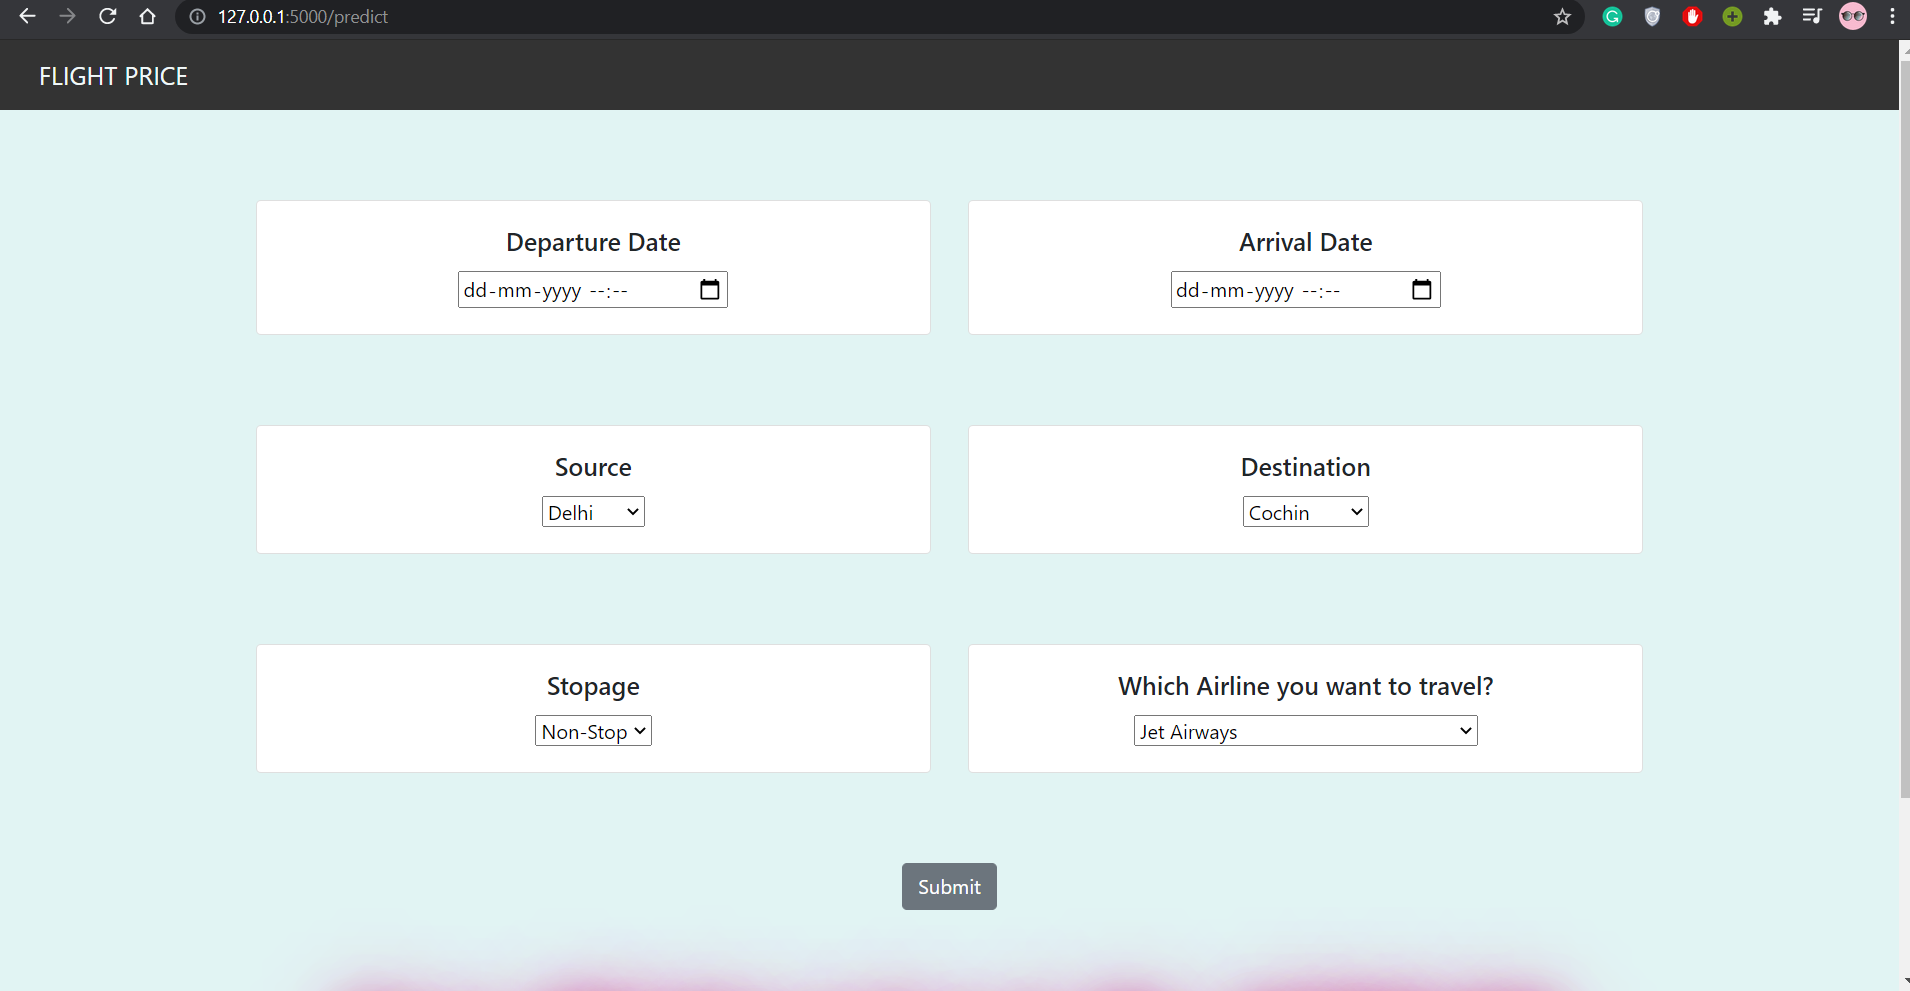 127.0.0.1:5000/predict
FLIGHT PRICE
Departure Date
dd-mm-yyyy --:--
Arrival Date
dd-mm-yyyy --:--
Source
Delhi
Destination
Cochin
Stopage
Non-Stop
Which Airline you want to travel?
Jet Airways
Submit